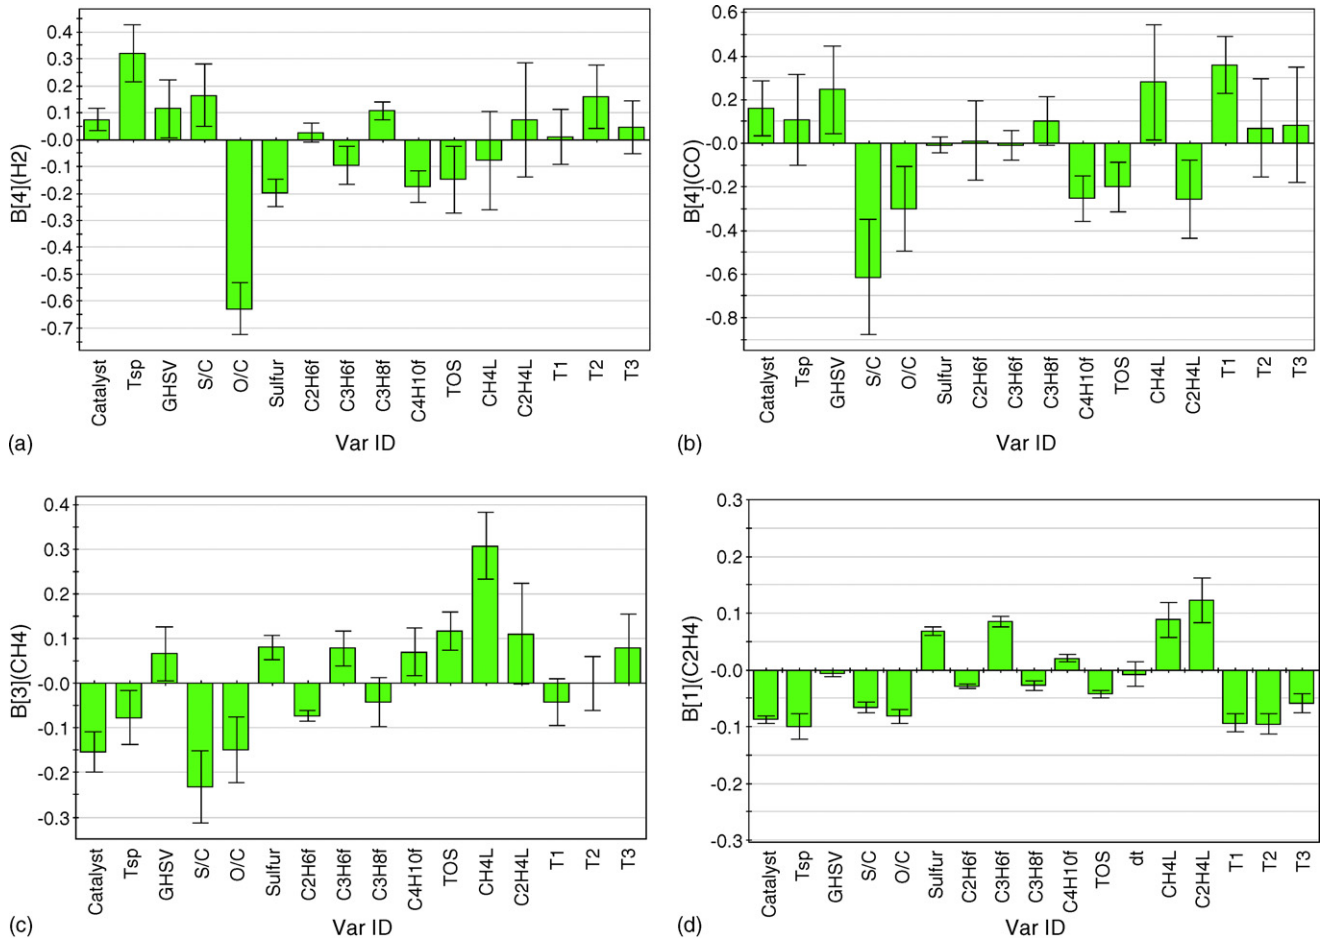 0.4
0.3
0.2
0.1
-0.0
-0.1
-0.2
-0.3
-0.4
-0.5
-0.6
-0.7
B[4](H2)
Catalyst
Tsp
GHSV
S/C
O/C
Sulfur
C2H6f
C3H6f
C3H8f
C4H10f
TOS
CH4L
C2H4L
T1
T2
T3
(a)
Var ID
0.6
0.4
0.2
-0.0
-0.2
-0.4
-0.6
-0.8
B[4](CO)
Catalyst
Tsp
GHSV
S/C
O/C
Sulfur
C2H6f
C3H6f
C3H8f
C4H10f
TOS
CH4L
C2H4L
T1
T2
T3
(b)
Var ID
0.4
0.3
0.2
0.1
-0.0
-0.1
-0.2
-0.3
B[3](CH4)
Catalyst
Tsp
GHSV
S/C
O/C
Sulfur
C2H6f
C3H6f
C3H8f
C4H10f
TOS
CH4L
C2H4L
T1
T2
T3
(c)
Var ID
0.3
0.2
0.1
-0.0
-0.1
-0.2
-0.3
B[1](C2H4)
Catalyst
Tsp
GHSV
S/C
O/C
Sulfur
C2H6f
C3H6f
C3H8f
C4H10f
TOS
dt
CH4L
C2H4L
T1
T2
T3
(d)
Var ID